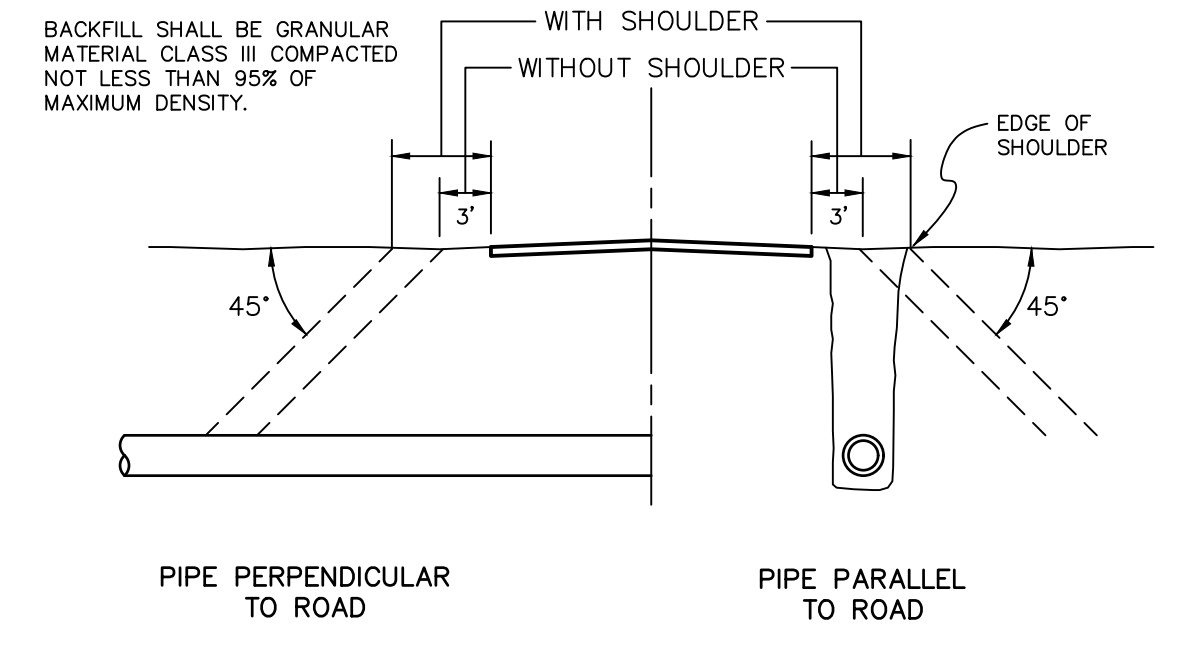 BACKFILL SHALL BE GRANULAR
MATERIAL CLASS III COMPACTED
NOT LESS THAN 95% OF
MAXIMUM DENSITY.
WITH SHOULDER
WITHOUT SHOULDER
EDGE OF
SHOULDER
3'
3'
45°
45°
PIPE PERPENDICULAR
TO ROAD
PIPE PARALLEL
TO ROAD